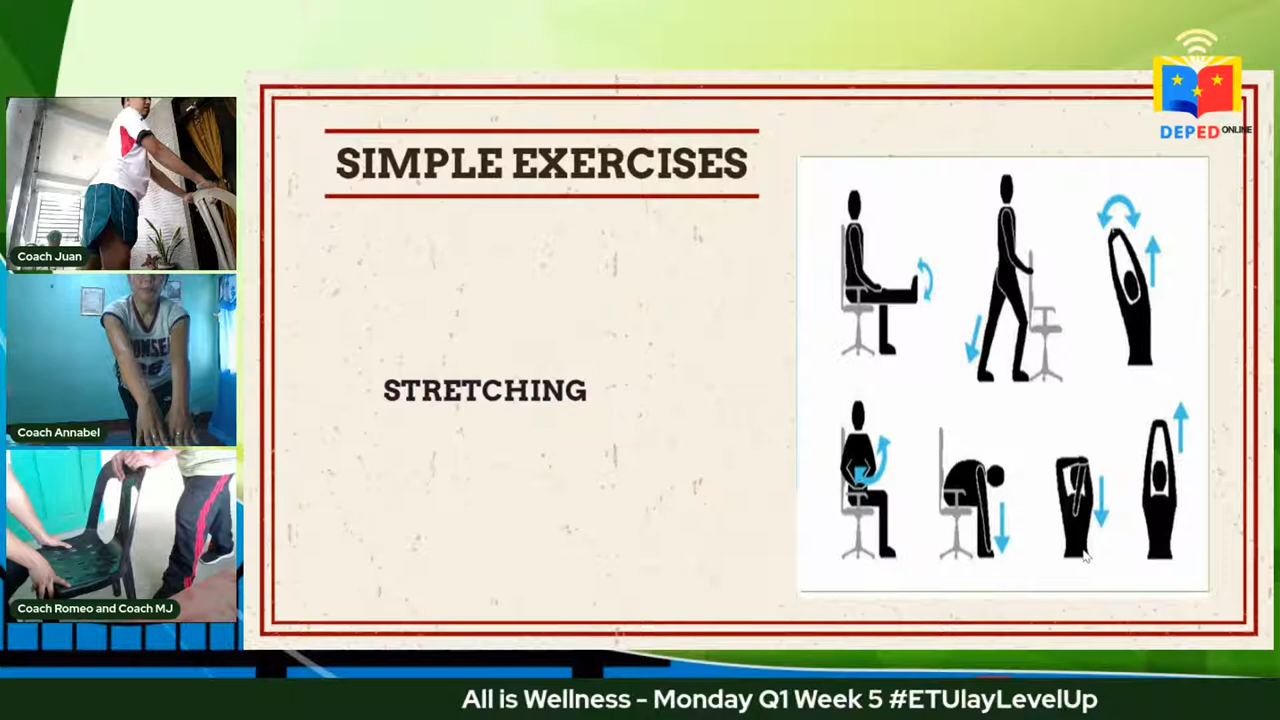 DEPED ONLINE
SIMPLE EXERCISES
STRETCHING
Coach Juan
Coach Annabel
Coach Romeo and Coach MJ
All is Wellness - Monday Q1 Week 5 #ETUlayLevelUp